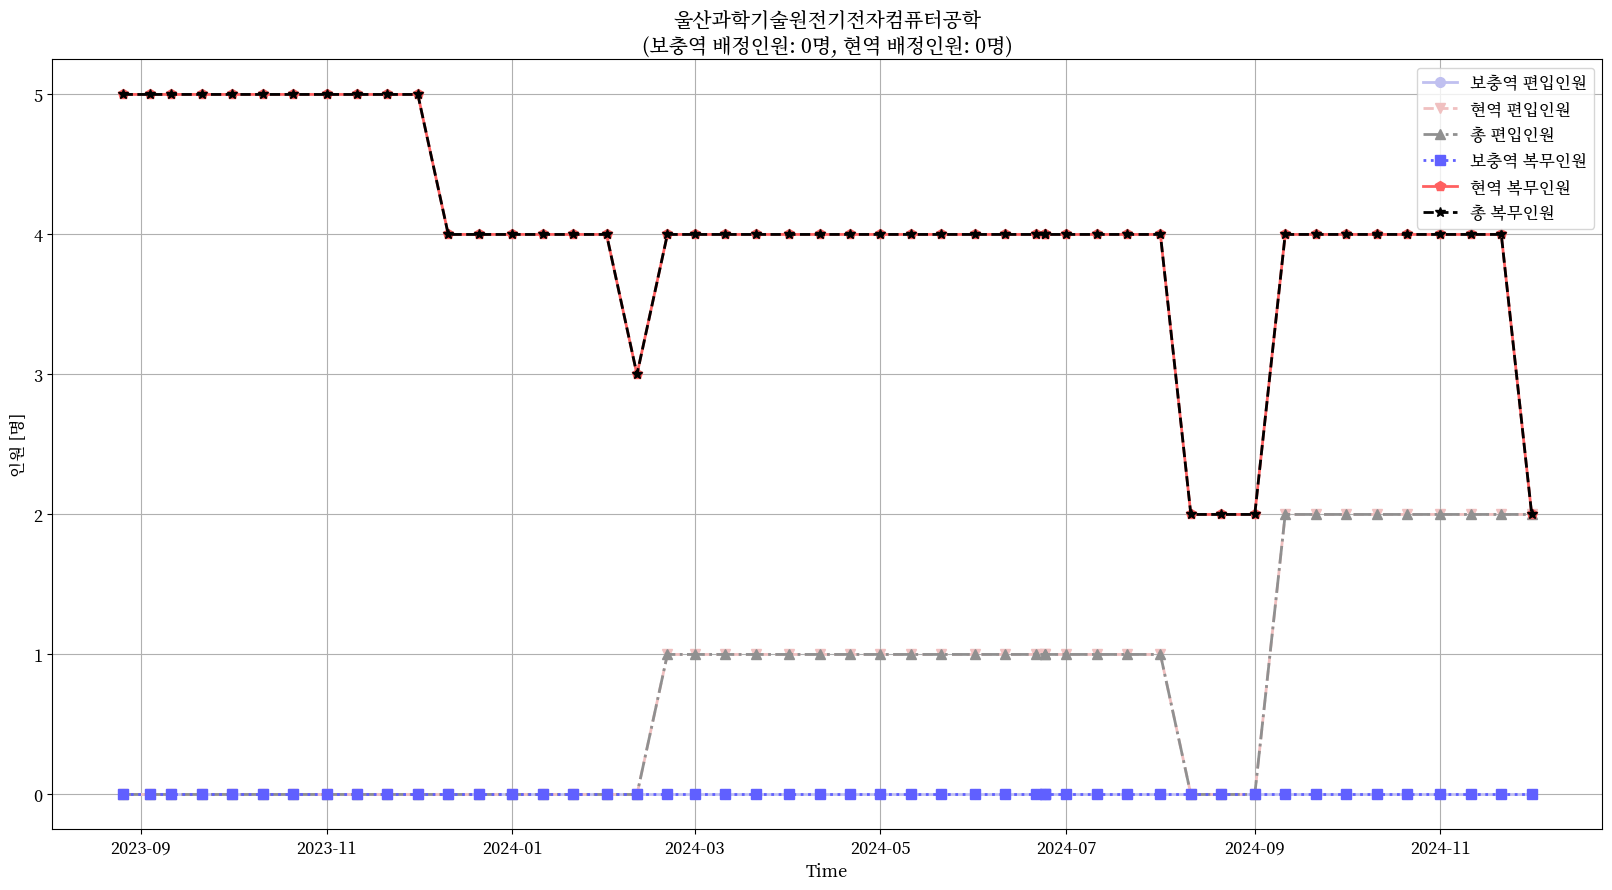 울산과학기술원전기전자컴퓨터공학
(보충역 배정인원: 0명, 현역 배정인원: 0명)
보충역 편입인원
현역 편입인원
총 편입인원
보충역 복무인원
현역 복무인원
총 복무인원
5
4
3
2
1
0
인원 [명]
2023-09
2023-11
2024-01
2024-03
2024-05
2024-07
2024-09
2024-11
Time